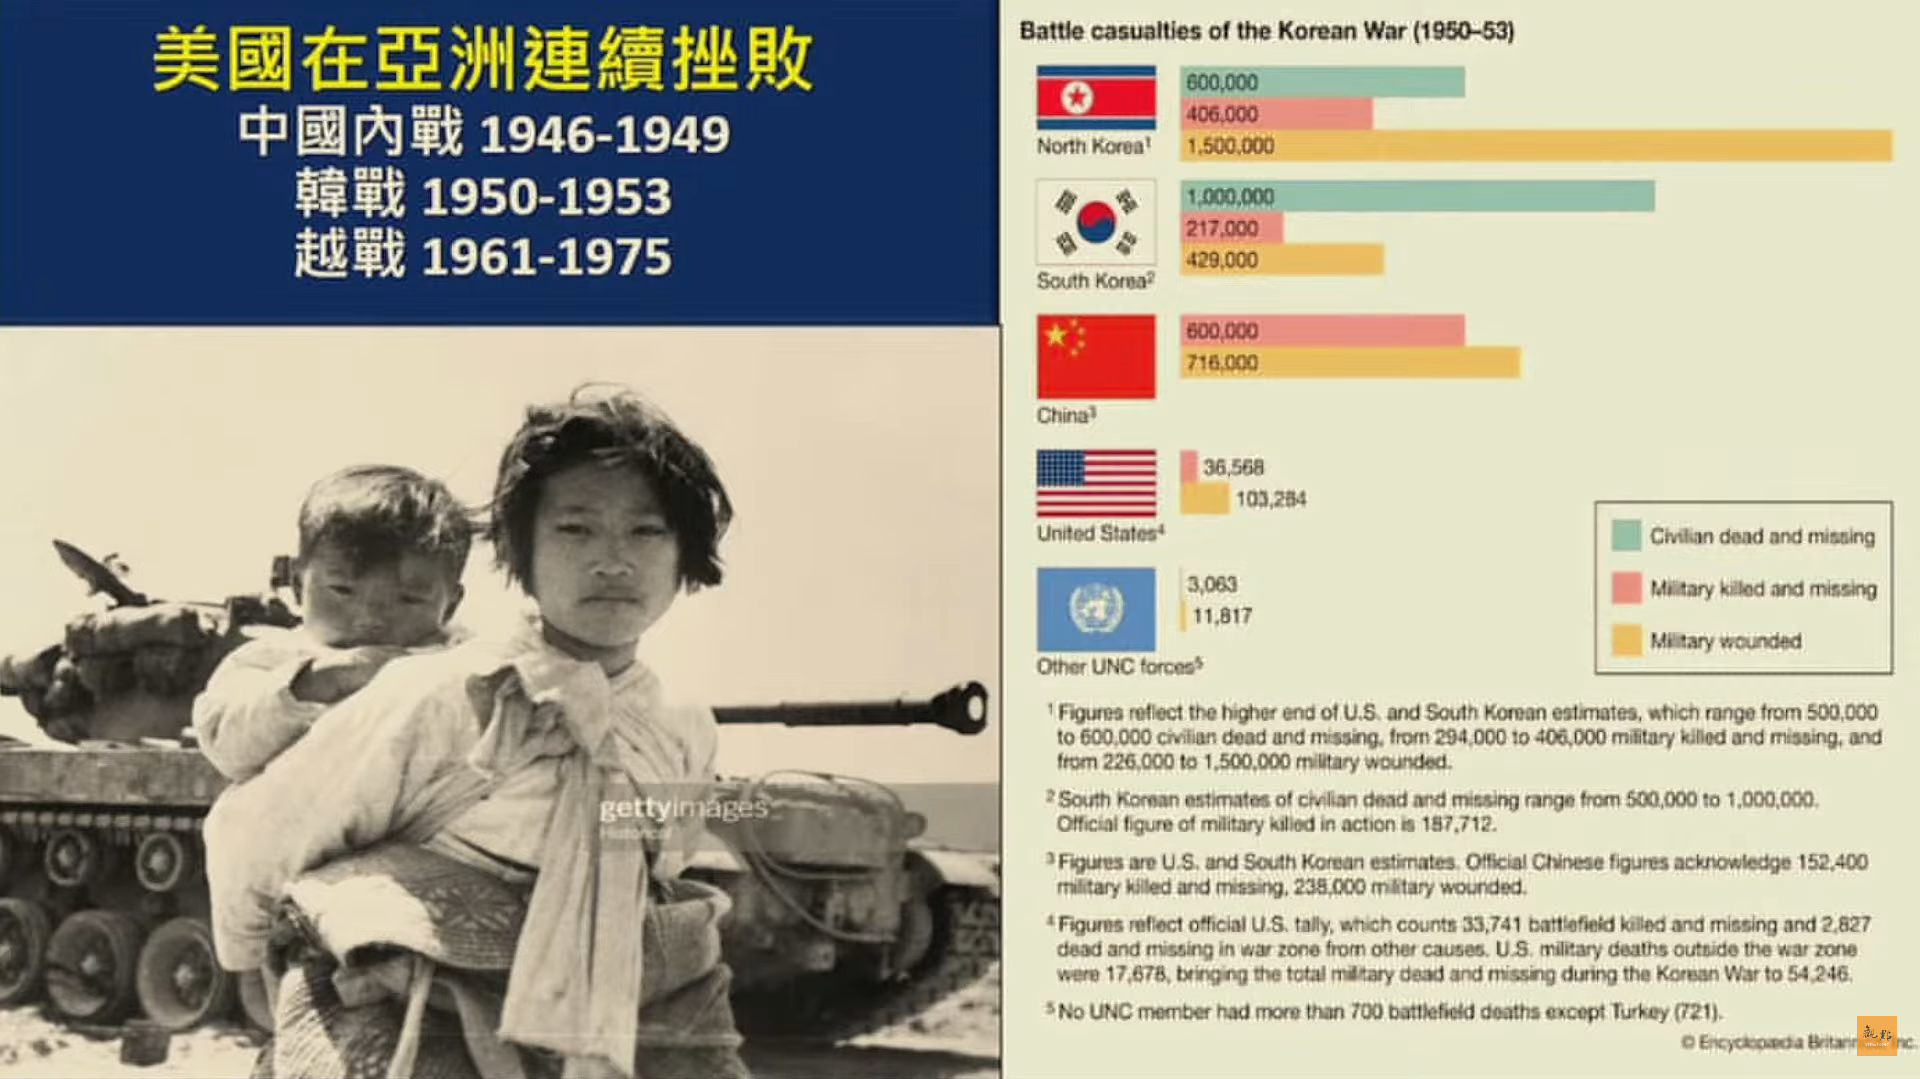 美國在亞洲連續挫敗
中國內戰 1946-1949
韓戰 1950-1953
越戰 1961-1975
gettyimages
Historical
Battle casualties of the Korean War (1950–53)
600,000
406,000
1,500,000
North Korea¹
1,000,000
217,000
429,000
South Korea²
600,000
716,000
China³
36,568
103,284
United States⁴
3,063
11,817
Other UNC forces⁵
Civilian dead and missing
Military killed and missing
Military wounded
¹ Figures reflect the higher end of U.S. and South Korean estimates, which range from 500,000
to 600,000 civilian dead and missing, from 294,000 to 406,000 military killed and missing, and
from 226,000 to 1,500,000 military wounded.
² South Korean estimates of civilian dead and missing range from 500,000 to 1,000,000.
Official figure of military killed in action is 187,712.
³ Figures are U.S. and South Korean estimates. Official Chinese figures acknowledge 152,400
military killed and missing, 238,000 military wounded.
⁴ Figures reflect official U.S. tally, which counts 33,741 battlefield killed and missing and 2,827
dead and missing in war zone from other causes. U.S. military deaths outside the war zone
were 17,678, bringing the total military dead and missing during the Korean War to 54,246.
⁵ No UNC member had more than 700 battlefield deaths except Turkey (721).
© Encyclopædia